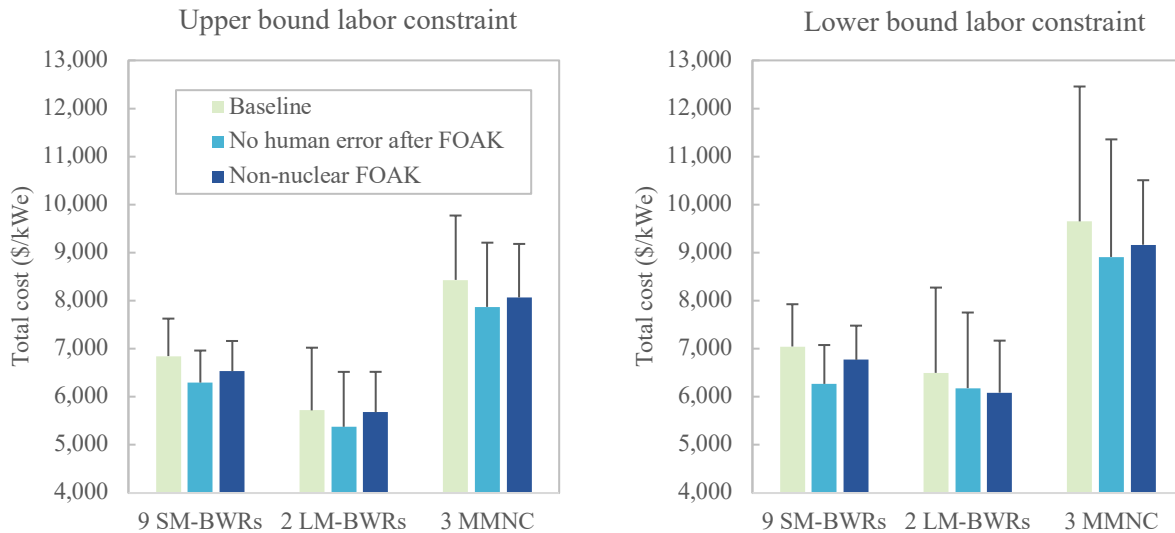 Upper bound labor constraint
Total cost ($/kWe)
13,000
12,000
11,000
10,000
9,000
8,000
7,000
6,000
5,000
4,000
Baseline
No human error after FOAK
Non-nuclear FOAK
9 SM-BWRs 2 LM-BWRs 3 MMNC
Lower bound labor constraint
Total cost ($/kWe)
13,000
12,000
11,000
10,000
9,000
8,000
7,000
6,000
5,000
4,000
9 SM-BWRs 2 LM-BWRs 3 MMNC